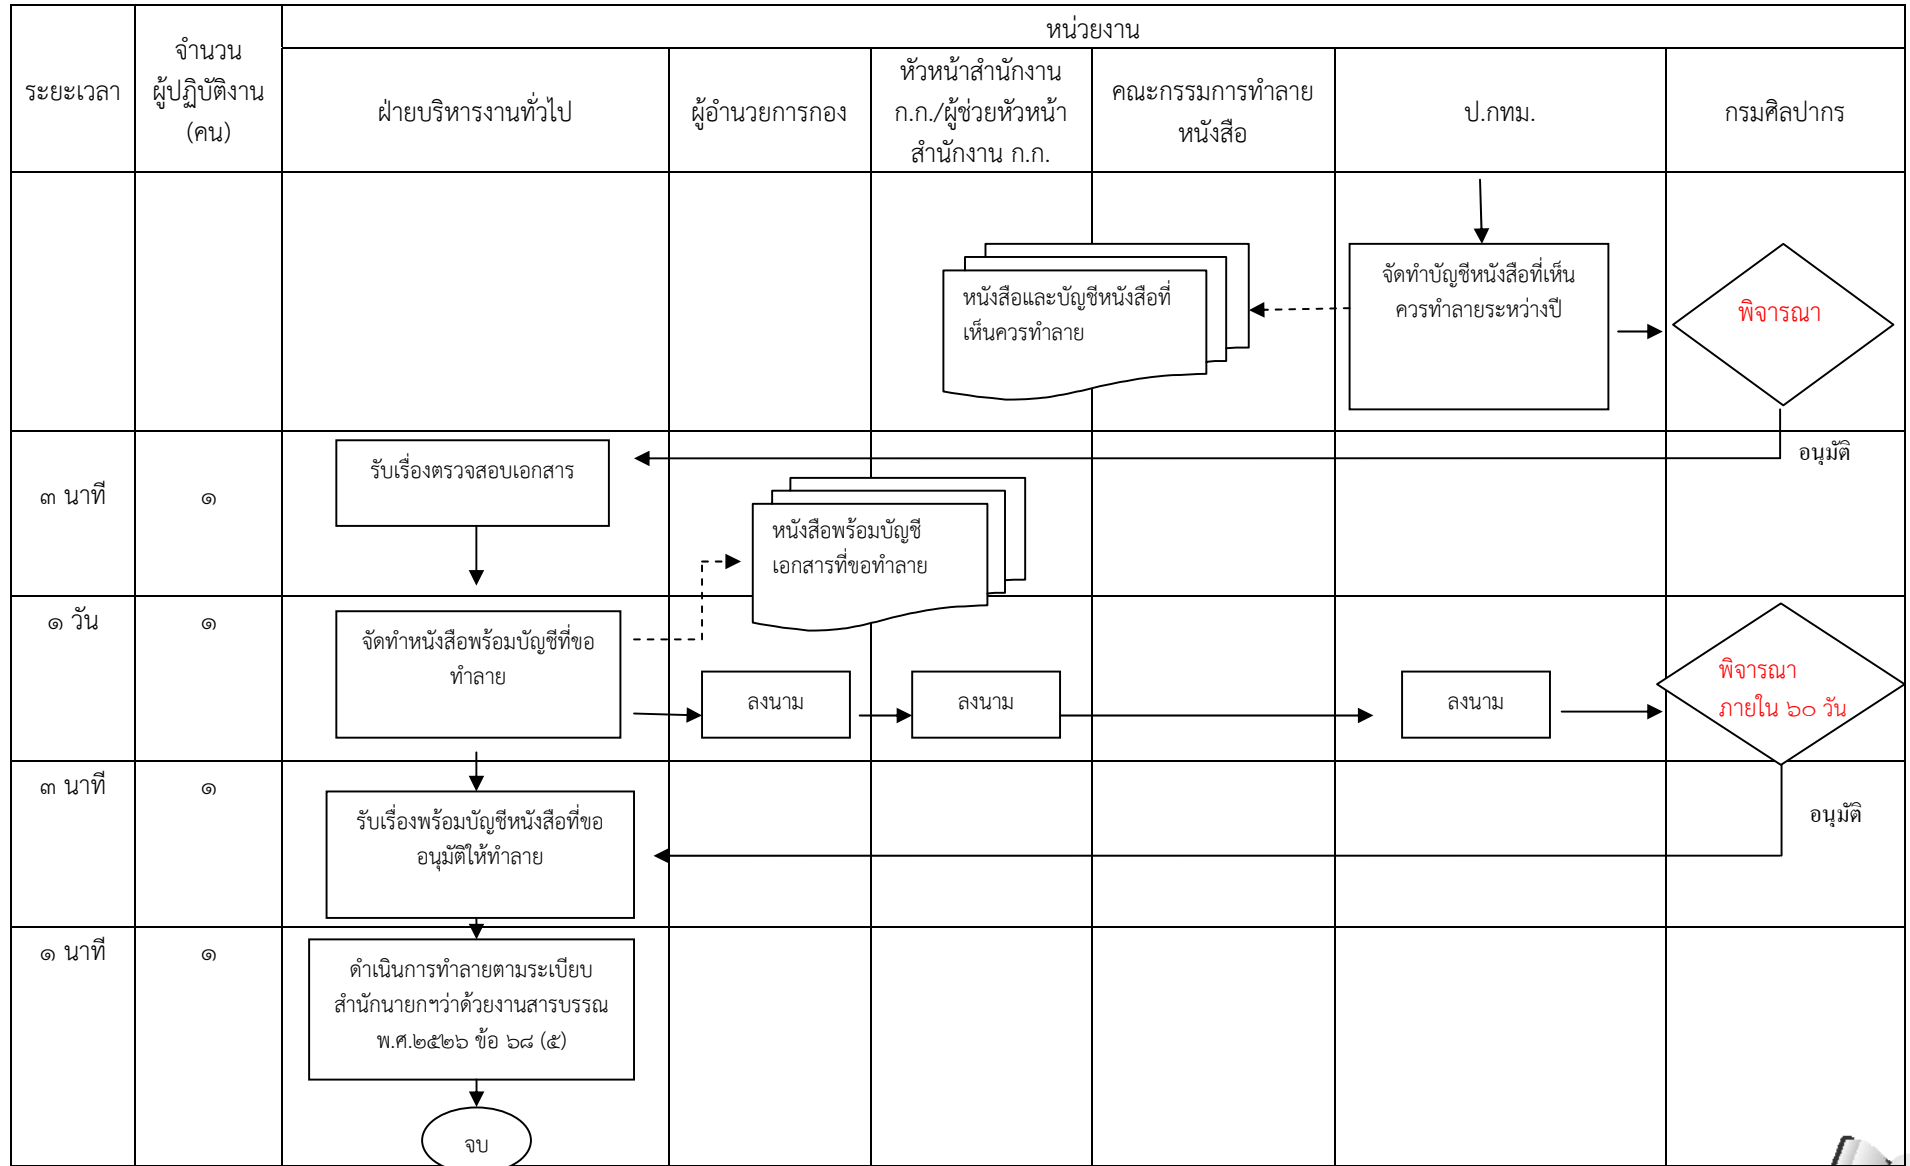 ระยะเวลา
จำนวน
ผู้ปฏิบัติงาน
(คน)
หน่วยงาน
ฝ่ายบริหารงานทั่วไป
ผู้อำนวยการกอง
หัวหน้าสำนักงาน
ก.ก./ผู้ช่วยหัวหน้า
สำนักงาน ก.ก.
คณะกรรมการทำลาย
หนังสือ
ป.กทม.
กรมศิลปากร
หนังสือและบัญชีหนังสือที่
เห็นควรทำลาย
จัดทำบัญชีหนังสือที่เห็น
ควรทำลายระหว่างปี
พิจารณา
๓ นาที
๑
รับเรื่องตรวจสอบเอกสาร
หนังสือพร้อมบัญชี
เอกสารที่ขอทำลาย
อนุมัติ
๑ วัน
๑
จัดทำหนังสือพร้อมบัญชีที่ขอ
ทำลาย
ลงนาม
ลงนาม
ลงนาม
พิจารณา
ภายใน ๖๐ วัน
๓ นาที
๑
รับเรื่องพร้อมบัญชีหนังสือที่ขอ
อนุมัติให้ทำลาย
อนุมัติ
๑ นาที
๑
ดำเนินการทำลายตามระเบียบ
สำนักนายกฯว่าด้วยงานสารบรรณ
พ.ศ.๒๕๒๖ ข้อ ๖๘ (๕)
จบ